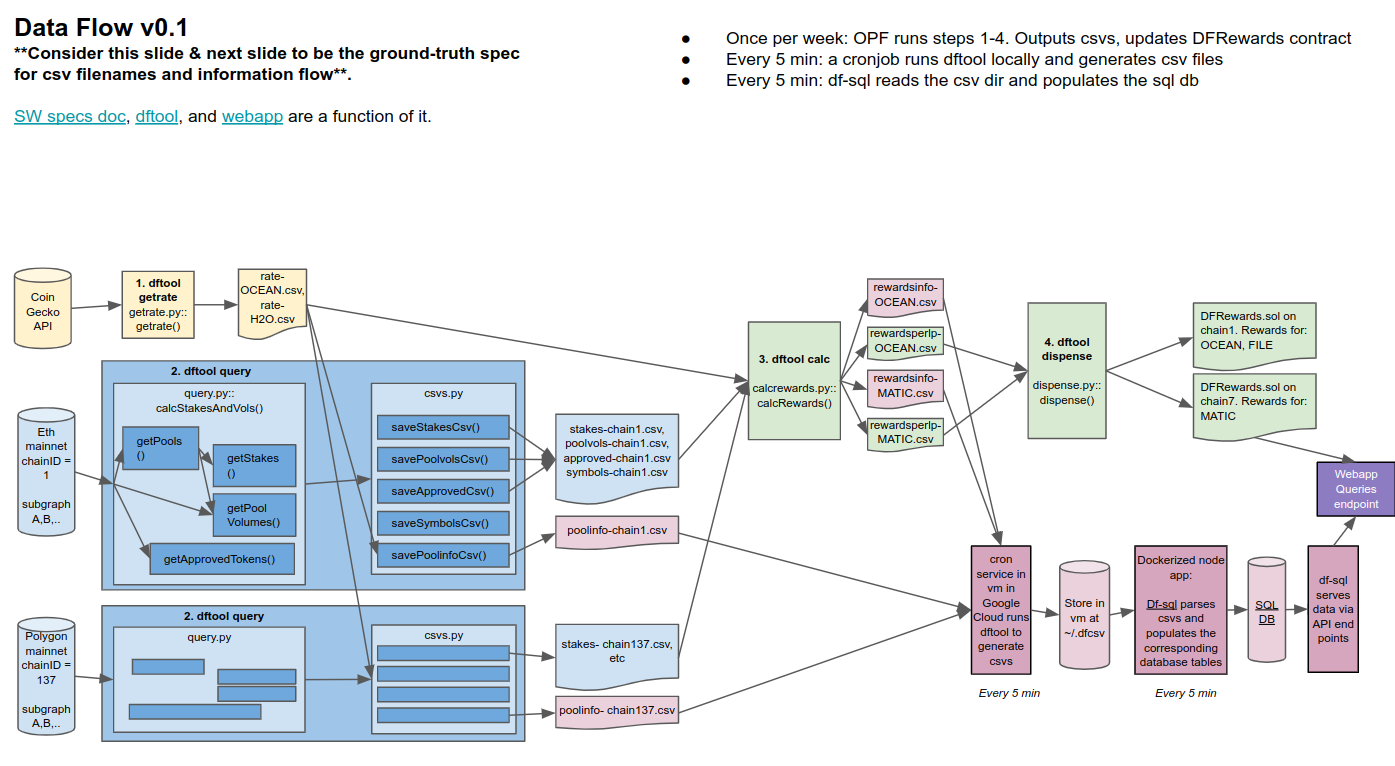 Data Flow v0.1
**Consider this slide & next slide to be the ground-truth spec
for csv filenames and information flow**.
SW specs doc, dftool, and webapp are a function of it.
● Once per week: OPF runs steps 1-4. Outputs csvs, updates DFRewards contract
● Every 5 min: a cronjob runs dftool locally and generates csv files
● Every 5 min: df-sql reads the csv dir and populates the sql db
Coin
Gecko
API
1. dftool
getrate
getrate.py::
getrate()
rate-
OCEAN.csv,
rate-
H2O.csv
Eth
mainnet
chainID =
1
subgraph
A,B,..
2. dftool query
query.py::
calcStakesAndVols()
getPools
()
getStakes
()
getPool
Volumes()
getApprovedTokens()
csvs.py
saveStakesCsv()
savePoolvolsCsv()
saveApprovedCsv()
saveSymbolsCsv()
savePoolinfoCsv()
stakes-chain1.csv,
poolvols-chain1.csv,
approved-chain1.csv
symbols-chain1.csv
poolinfo-chain1.csv
Polygon
mainnet
chainID =
137
subgraph
A,B,..
2. dftool query
query.py
csvs.py
stakes- chain137.csv,
etc
poolinfo- chain137.csv
3. dftool calc
calcrewards.py::
calcRewards()
rewardsinfo-
OCEAN.csv
rewardsperlp-
OCEAN.csv
rewardsinfo-
MATIC.csv
rewardsperlp-
MATIC.csv
4. dftool
dispense
dispense.py::
dispense()
DFRewards.sol on
chain1. Rewards for:
OCEAN, FILE
DFRewards.sol on
chain7. Rewards for:
MATIC
Webapp
Queries
endpoint
cron
service in
vm in
Google
Cloud runs
dftool to
generate
csvs
Every 5 min
Store in
vm at
~/.dfcsv
Dockerized node
app:
Df-sql parses
csvs and
populates the
corresponding
database tables
Every 5 min
SQL
DB
df-sql
serves
data via
API end
points